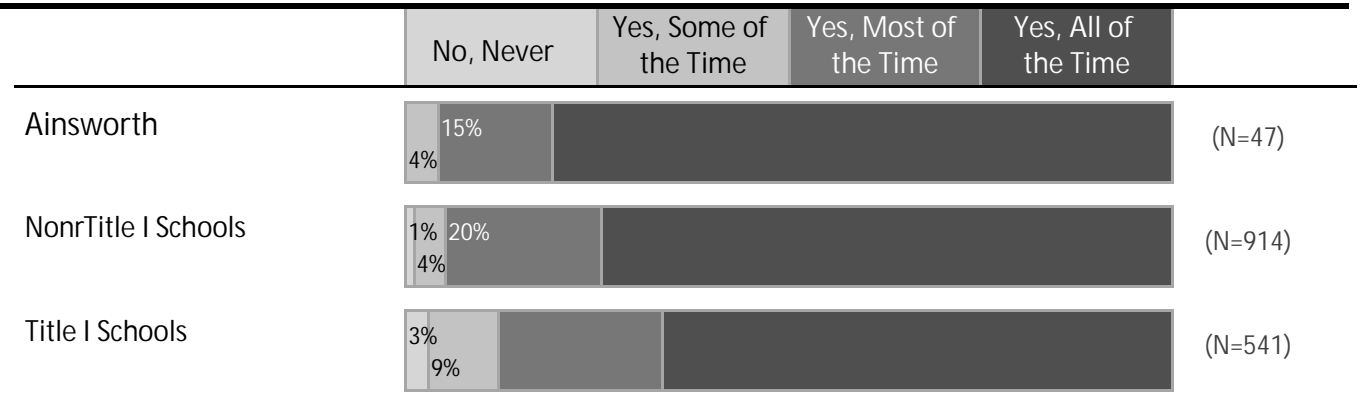 No, Never
Yes, Some of
the Time
Yes, Most of
the Time
Yes, All of
the Time
Ainsworth
15%
4%
(N=47)
NonrTitle I Schools
1% 20%
4%
(N=914)
Title I Schools
3%
9%
(N=541)